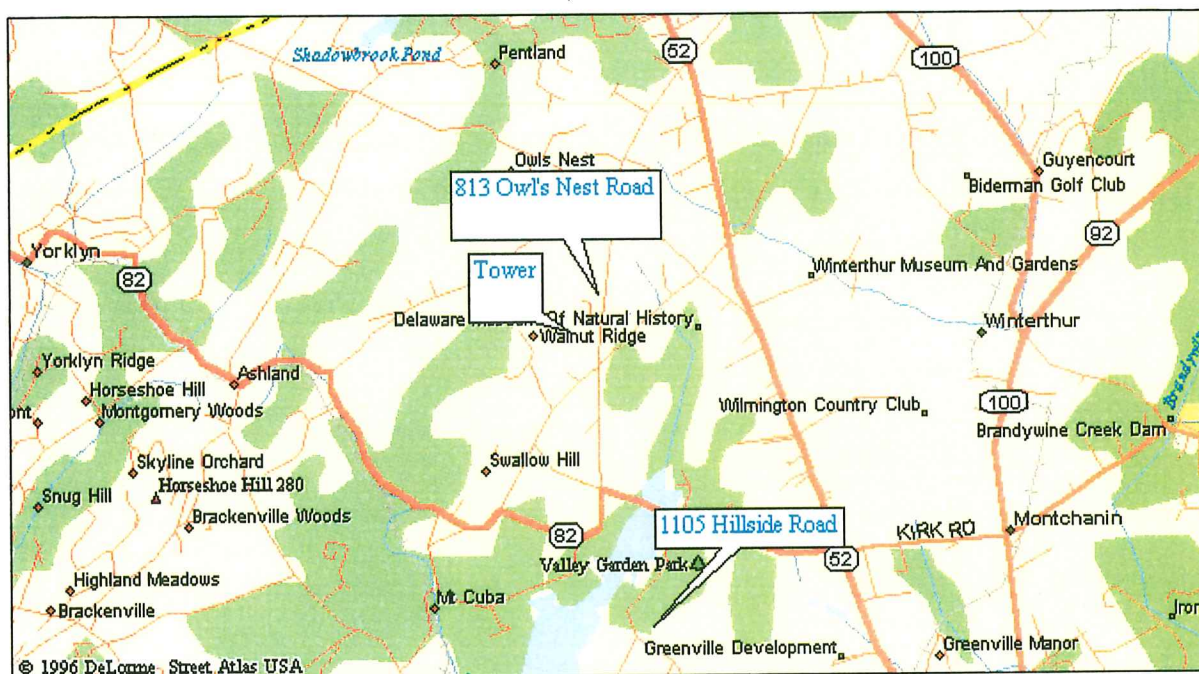 Shadowbrook Pond
Pentland
52
100
Owls Nest
813 Owl's Nest Road
Guyencourt
Biderman Golf Club
92
Yorklyn
82
Tower
Winterthur Museum And Gardens
Delaware Of Natural History
Walnut Ridge
Winterthur
Yorklyn Ridge
Ashland
Horseshoe Hill
Montgomery Woods
Wilmington Country Club
100
Brandywine Creek Dam
Skyline Orchard
Swallow Hill
Horseshoe Hill 280
Snug Hill
Brackenville Woods
1105 Hillside Road
82
KIRK RD
Montchanin
Valley Garden Park
52
Highland Meadows
Mt Cuba
Brackenville
Greenville Development
Greenville Manor
© 1996 DeLorme Street Atlas USA